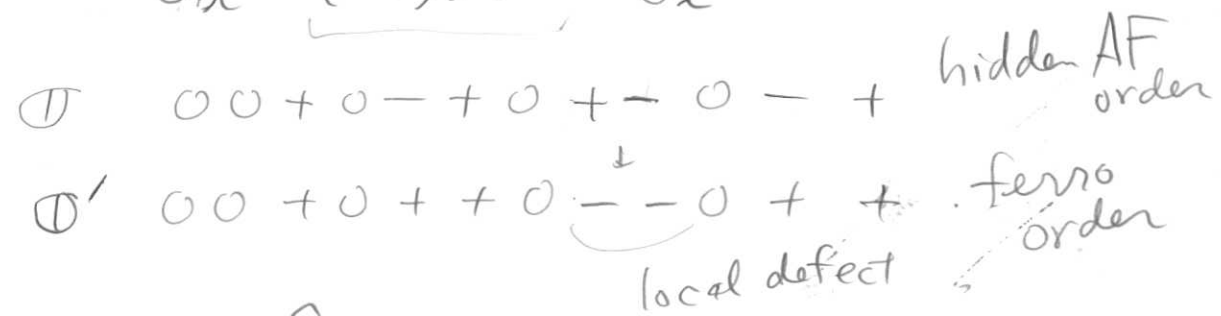 ① 0 0 + 0 − + 0 + − 0 − + hidden AF order
↓
①′ 0 0 + 0 + + 0 − − 0 + + . ferro order
local defect